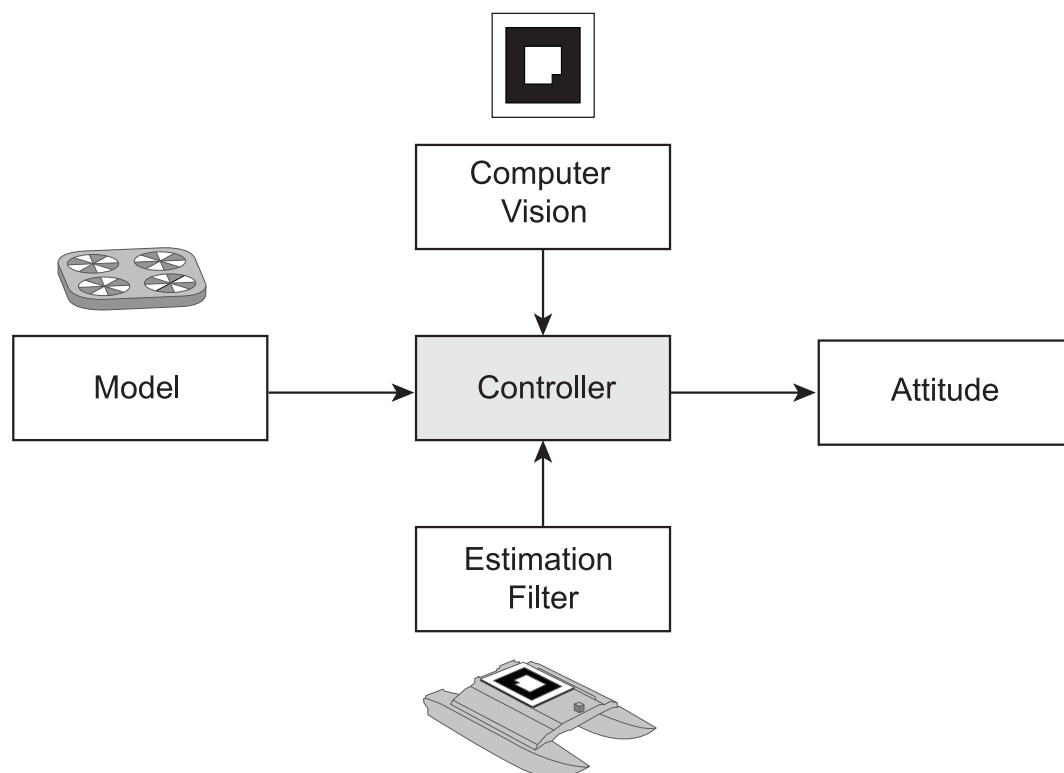 Computer
Vision
Model
Controller
Attitude
Estimation
Filter